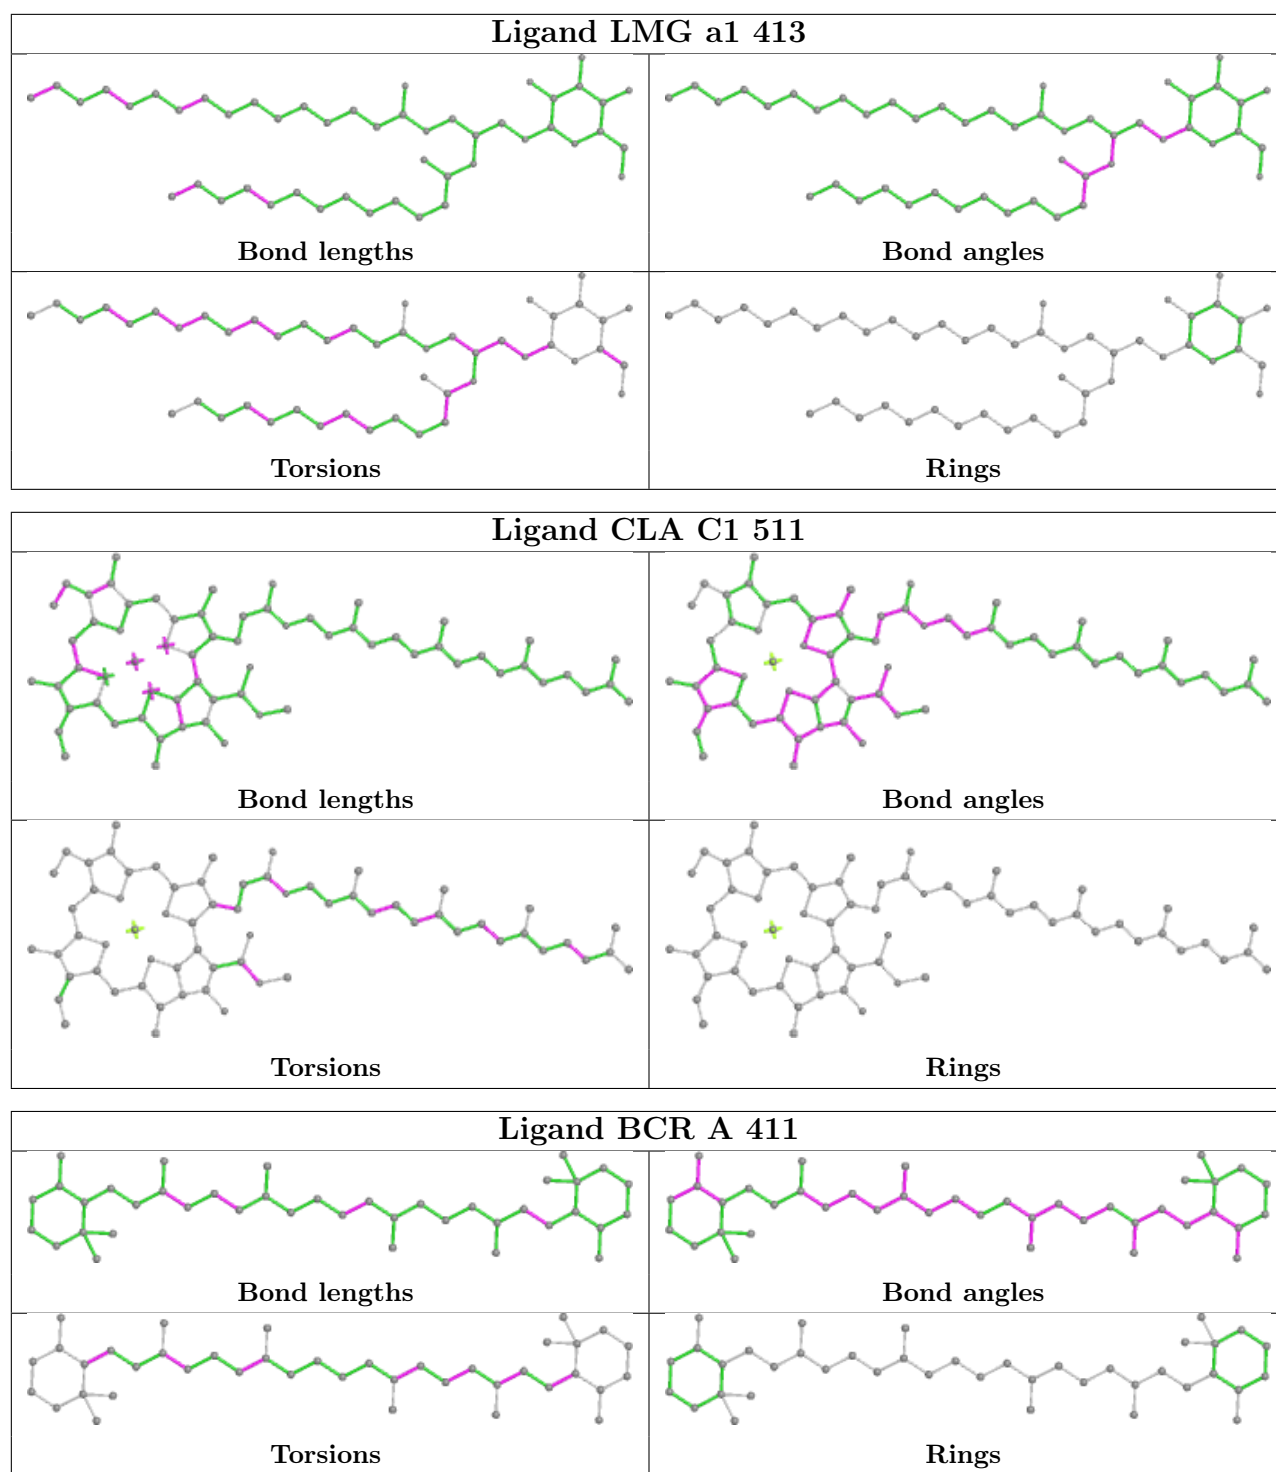 Ligand LMG a1 413
Bond lengths
Bond angles
Torsions
Rings
Ligand CLA C1 511
Bond lengths
Bond angles
Torsions
Rings
Ligand BCR A 411
Bond lengths
Bond angles
Torsions
Rings